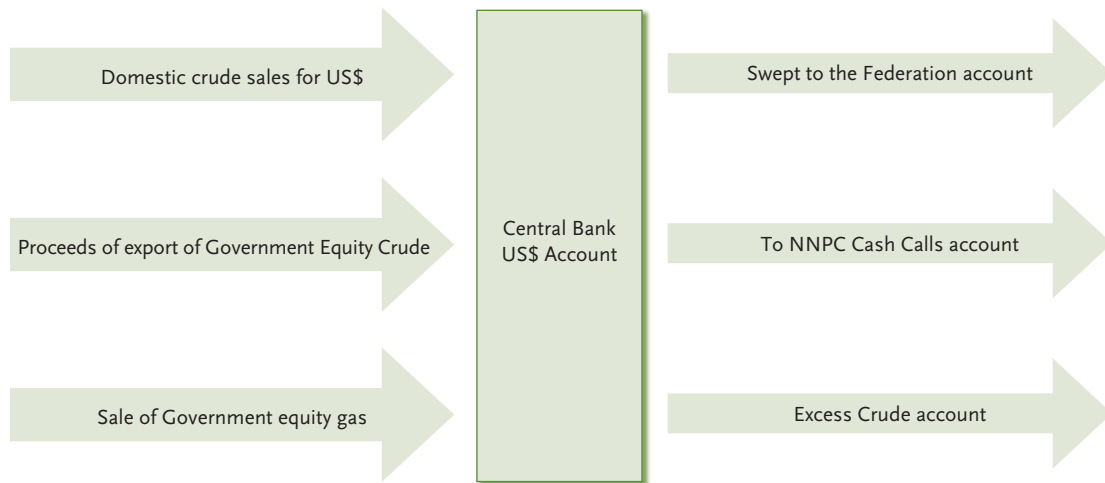 Domestic crude sales for US$
Proceeds of export of Government Equity Crude
Sale of Government equity gas
Central Bank
US$ Account
Swept to the Federation account
To NNPC Cash Calls account
Excess Crude account